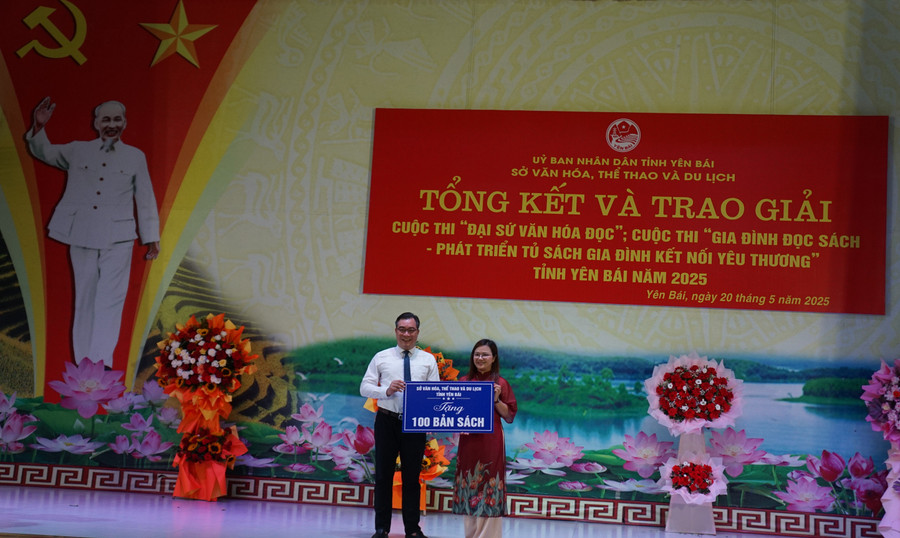 YÊN BÁI
UỶ BAN NHÂN DÂN TỈNH YÊN BÁI
SỞ VĂN HÓA, THỂ THAO VÀ DU LỊCH
TỔNG KẾT VÀ TRAO GIẢI
CUỘC THI "ĐẠI SỨ VĂN HÓA ĐỌC"; CUỘC THI "GIA ĐÌNH ĐỌC SÁCH
- PHÁT TRIỂN TỦ SÁCH GIA ĐÌNH KẾT NỐI YÊU THƯƠNG"
TỈNH YÊN BÁI NĂM 2025
Yên Bái, ngày 20 tháng 5 năm 2025
SỞ VĂN HÓA, THỂ THAO VÀ DU LỊCH
TỈNH YÊN BÁI
Tặng
100 BẢN SÁCH